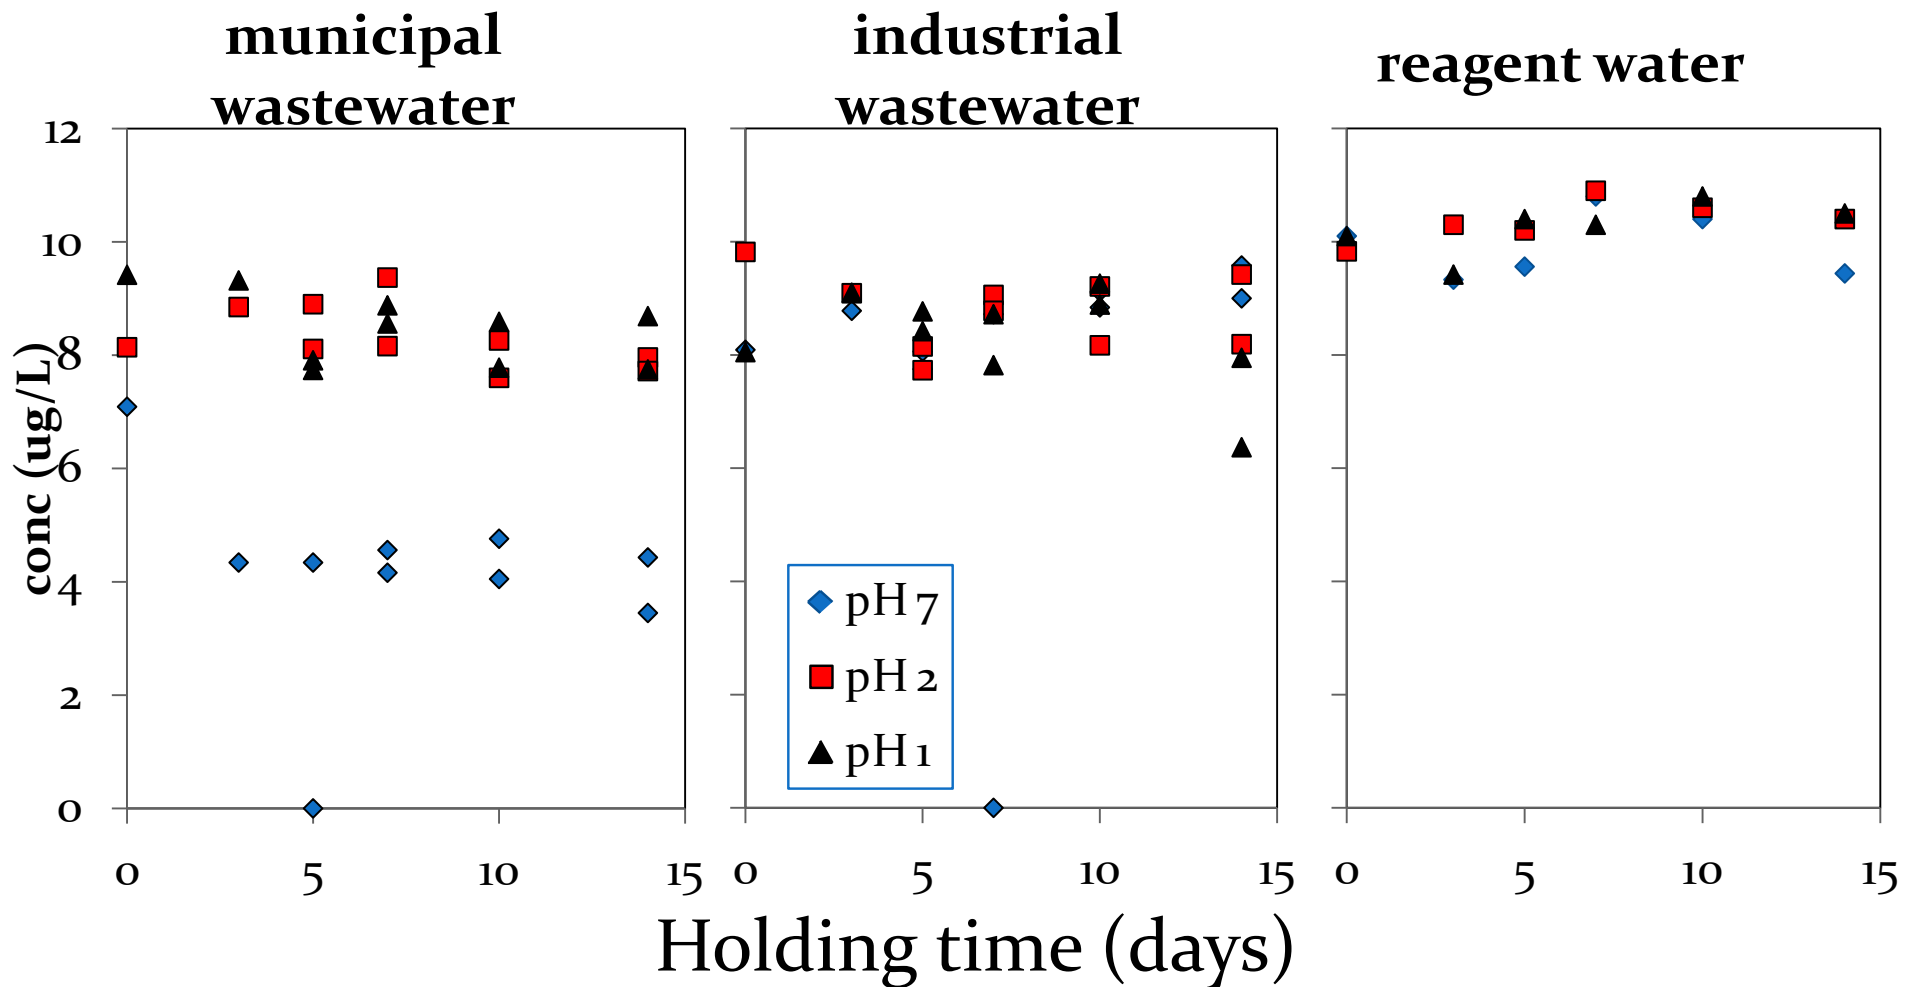 municipal
wastewater
industrial
wastewater
reagent water
conc (ug/L)
12
10
8
6
4
2
0
pH 7
pH 2
pH 1
0 5 10 15
0 5 10 15
0 5 10 15
Holding time (days)